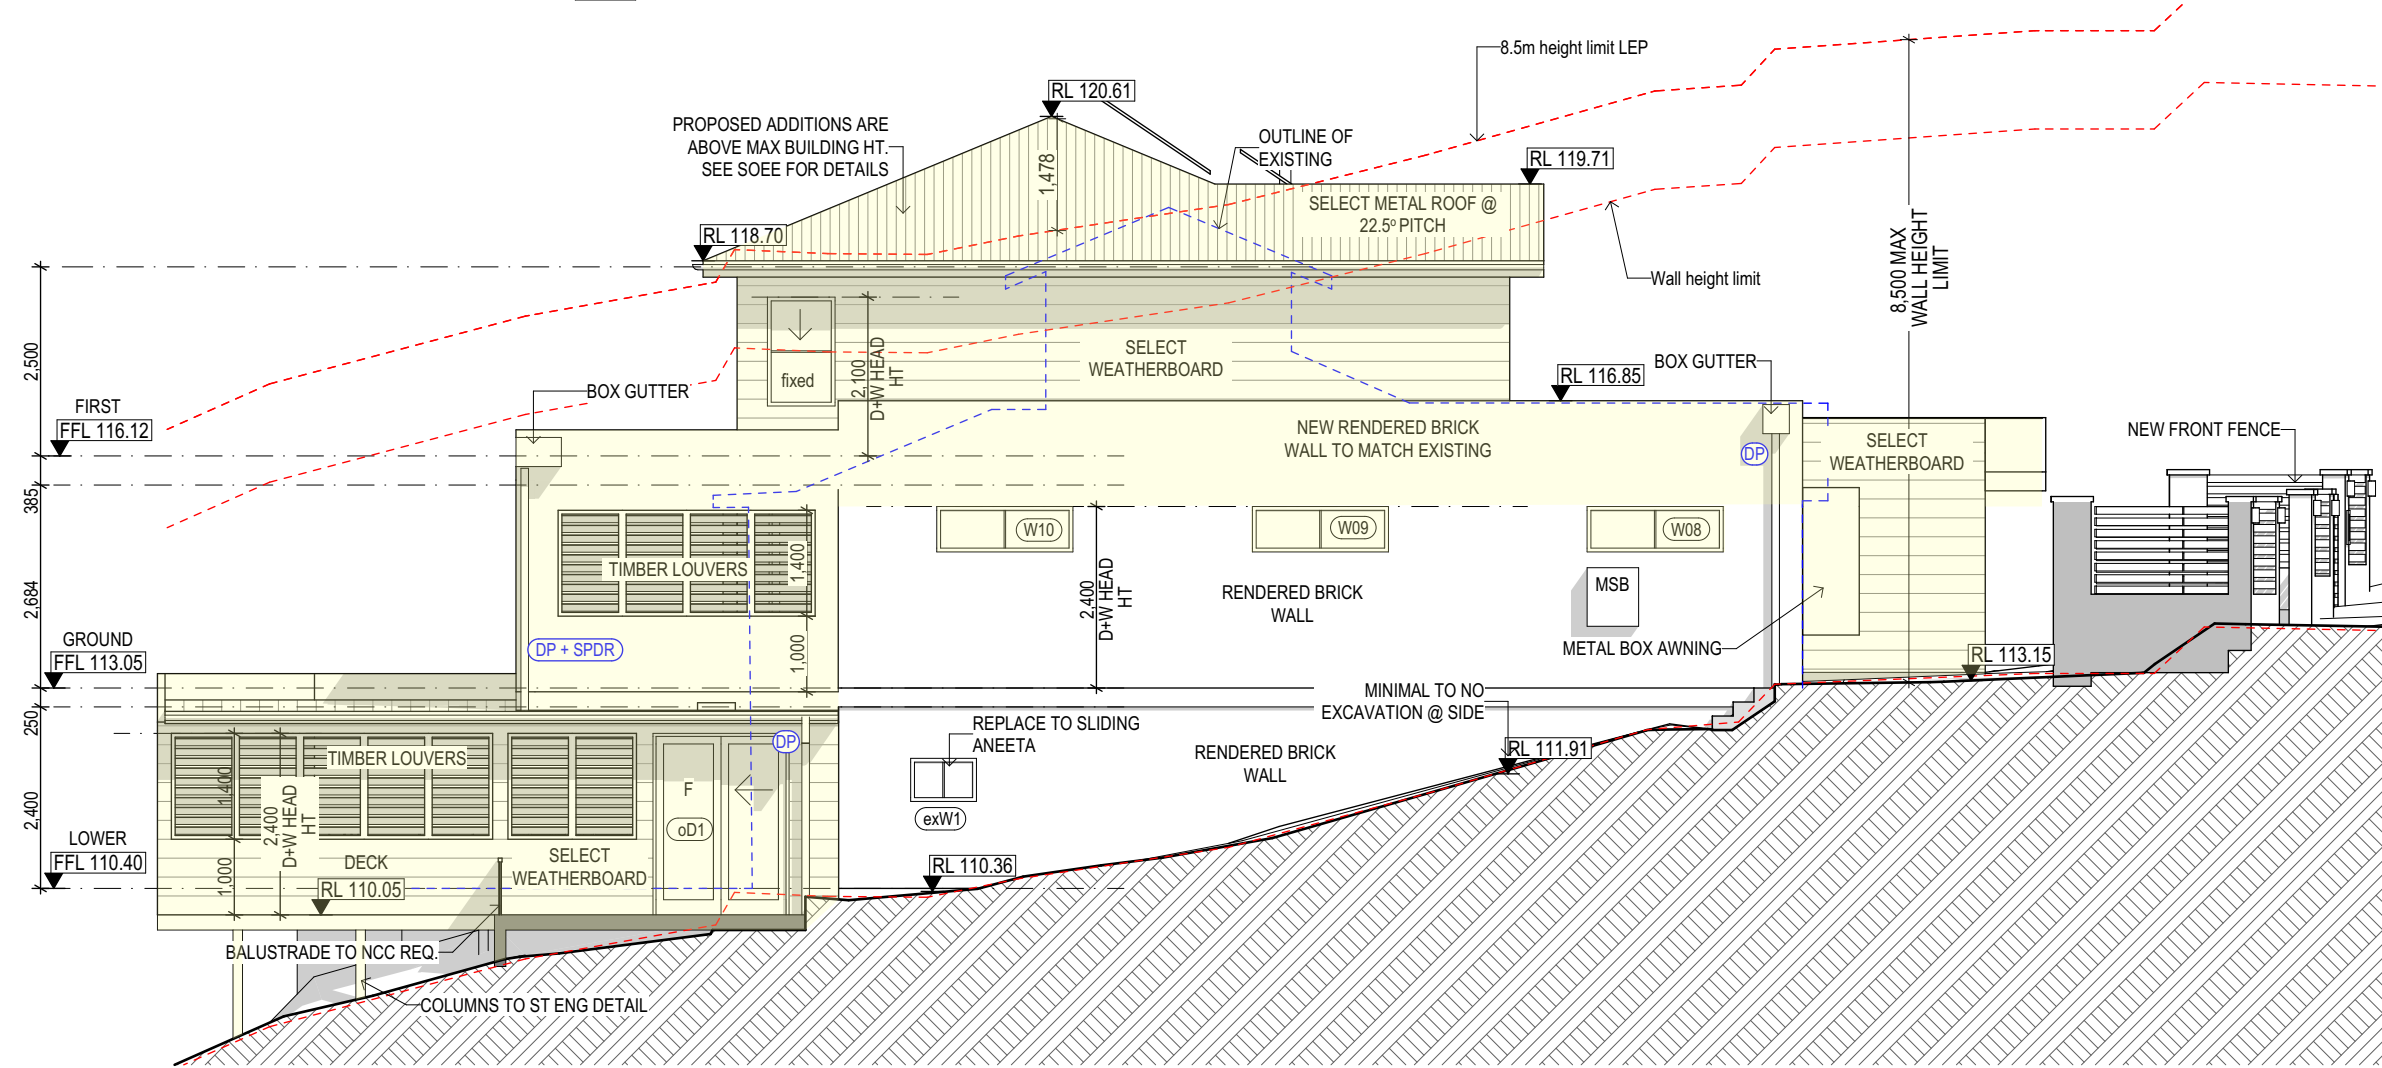 8.5m height limit LEP
RL 120.61
PROPOSED ADDITIONS ARE
ABOVE MAX BUILDING HT.
SEE SOEE FOR DETAILS
1,478
OUTLINE OF
EXISTING
RL 119.71
SELECT METAL ROOF @
22.5º PITCH
RL 118.70
8,500 MAX
WALL HEIGHT
LIMIT
Wall height limit
2,500
fixed
2,100
D+W HEAD
HT
SELECT
WEATHERBOARD
BOX GUTTER
BOX GUTTER
RL 116.85
FIRST
FFL 116.12
NEW RENDERED BRICK
WALL TO MATCH EXISTING
DP
SELECT
WEATHERBOARD
NEW FRONT FENCE
385
W10
W09
W08
TIMBER LOUVERS
1,400
2,400
D+W HEAD
HT
RENDERED BRICK
WALL
MSB
2,684
GROUND
FFL 113.05
DP + SPDR
1,000
METAL BOX AWNING
RL 113.15
MINIMAL TO NO
EXCAVATION @ SIDE
250
REPLACE TO SLIDING
ANEETA
RENDERED BRICK
WALL
RL 111.91
DP
TIMBER LOUVERS
1,400
2,400
D+W HEAD
HT
F
oD1
exW1
2,400
LOWER
FFL 110.40
1,000
DECK
SELECT
WEATHERBOARD
RL 110.36
RL 110.05
BALUSTRADE TO NCC REQ.
COLUMNS TO ST ENG DETAIL